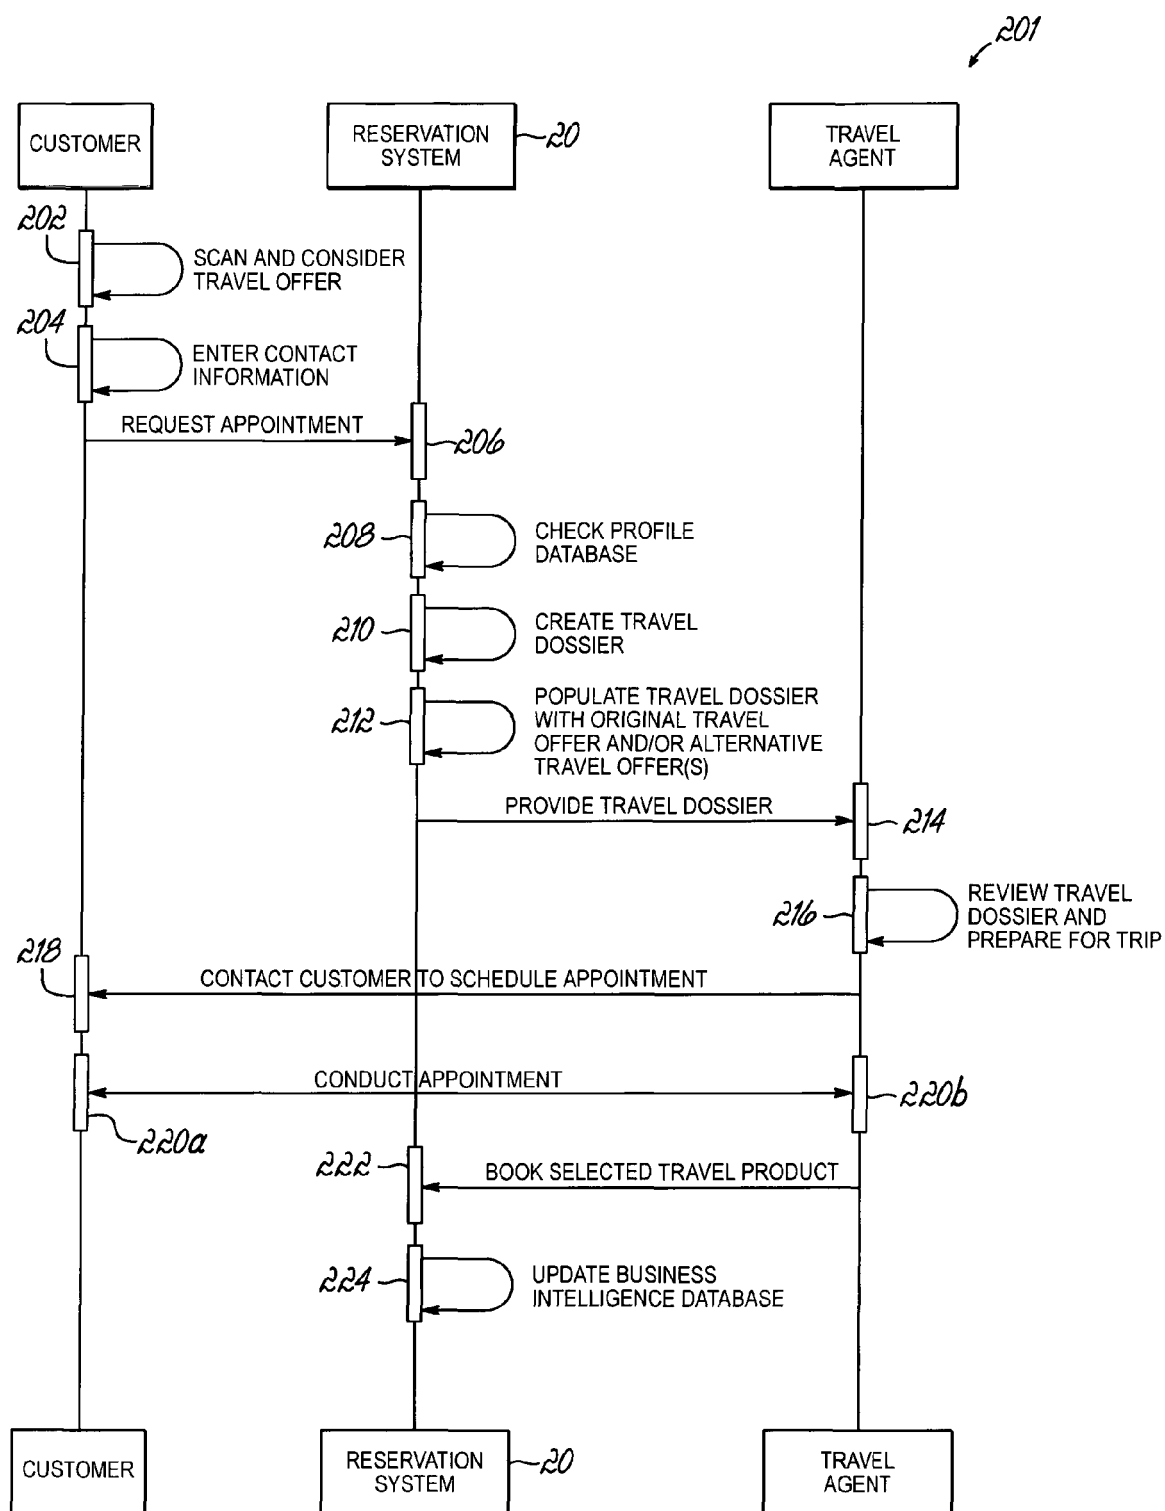 201
CUSTOMER
RESERVATION
SYSTEM
20
TRAVEL
AGENT
202
SCAN AND CONSIDER
TRAVEL OFFER
204
ENTER CONTACT
INFORMATION
REQUEST APPOINTMENT
206
208
CHECK PROFILE
DATABASE
210
CREATE TRAVEL
DOSSIER
212
POPULATE TRAVEL DOSSIER
WITH ORIGINAL TRAVEL
OFFER AND/OR ALTERNATIVE
TRAVEL OFFER(S)
PROVIDE TRAVEL DOSSIER
214
216
REVIEW TRAVEL
DOSSIER AND
PREPARE FOR TRIP
218
CONTACT CUSTOMER TO SCHEDULE APPOINTMENT
CONDUCT APPOINTMENT
220a
220b
222
BOOK SELECTED TRAVEL PRODUCT
224
UPDATE BUSINESS
INTELLIGENCE DATABASE
CUSTOMER
RESERVATION
SYSTEM
20
TRAVEL
AGENT